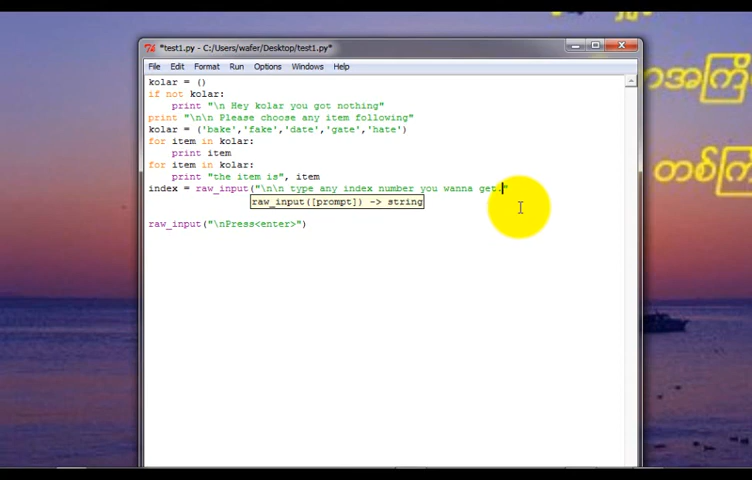 *test1.py - C:/Users/wafer/Desktop/test1.py*
File Edit Format Run Options Windows Help
kolar = ()
if not kolar:
    print "\n Hey kolar you got nothing"
print "\n\n Please choose any item following"
kolar = ('bake','fake','date','gate','hate')
for item in kolar:
    print item
for item in kolar:
    print "the item is", item
index = raw_input("\n\n type any index number you wanna get:"
raw_input([prompt]) -> string
raw_input("\nPress<enter>")